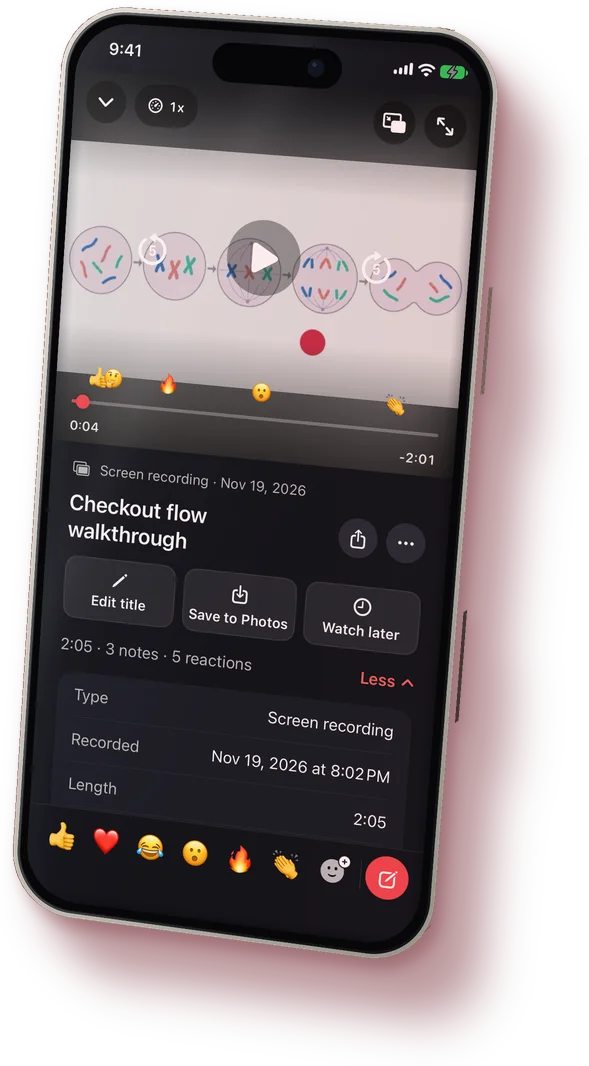 9:41
1x
5
5
0:04
-2:01
Screen recording · Nov 19, 2026
Checkout flow
walkthrough
Edit title
Save to Photos
Watch later
2:05 · 3 notes · 5 reactions
Less
Type
Screen recording
Recorded
Nov 19, 2026 at 8:02 PM
Length
2:05